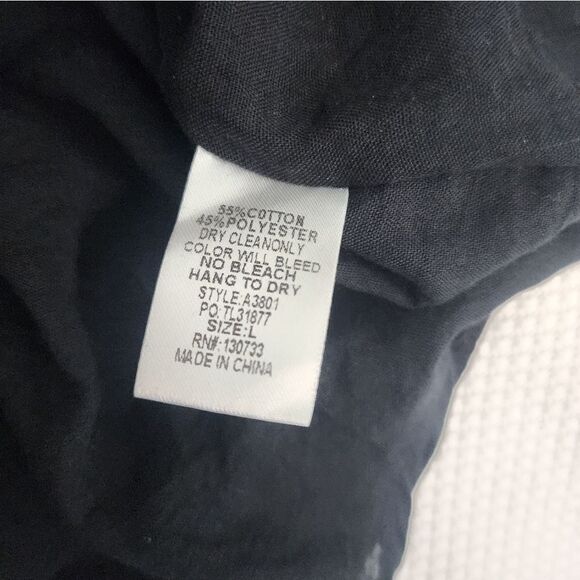 55%COTTON
45%POLYESTER
DRY CLEANONLY
COLOR WILL BLEED
NO BLEACH
HANG TO DRY
STYLE:A3801
PO:TL31877
SIZE:L
RN#:130733
MADE IN CHINA